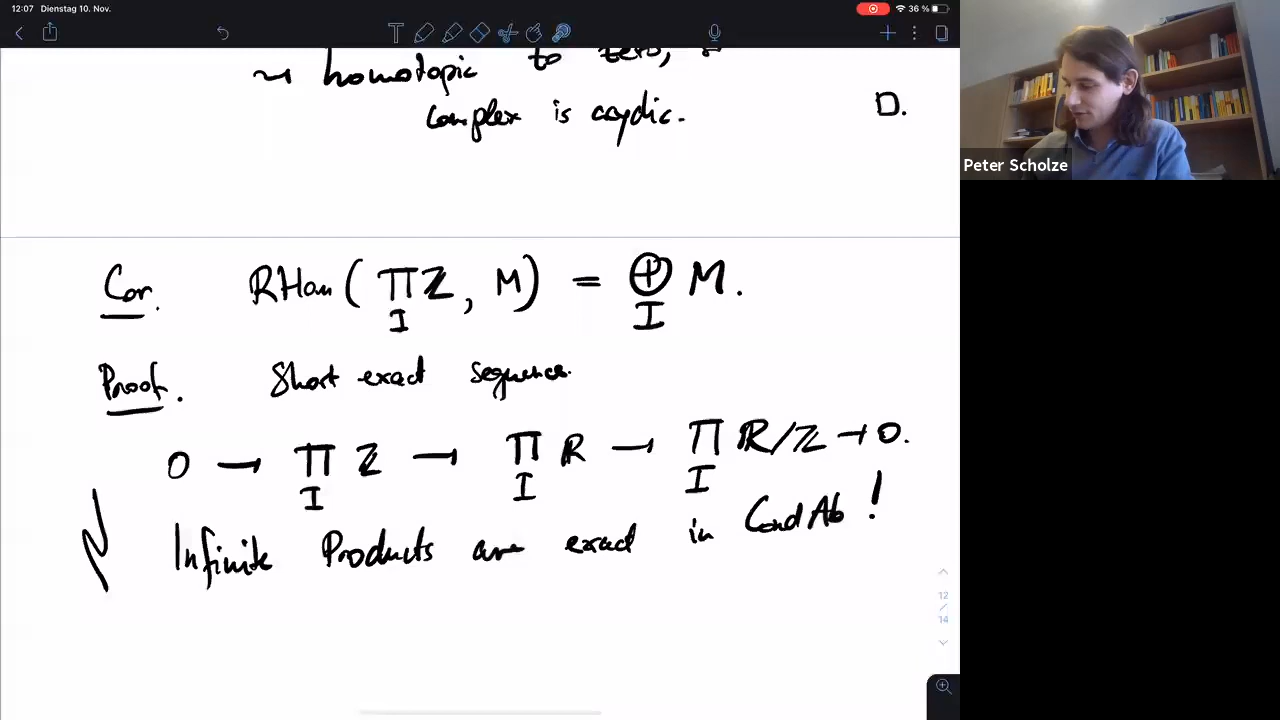 12:07 Dienstag 10. Nov.
36 %
homotopic to zero,
complex is acyclic.
□.
Peter Scholze
Cor. RHom(∏_I ℤ, M) = ⊕_I M.
Proof. Short exact sequence.
0 → ∏_I ℤ → ∏_I ℝ → ∏_I ℝ/ℤ → 0.
Infinite Products are exact in CondAb!
12
/
14